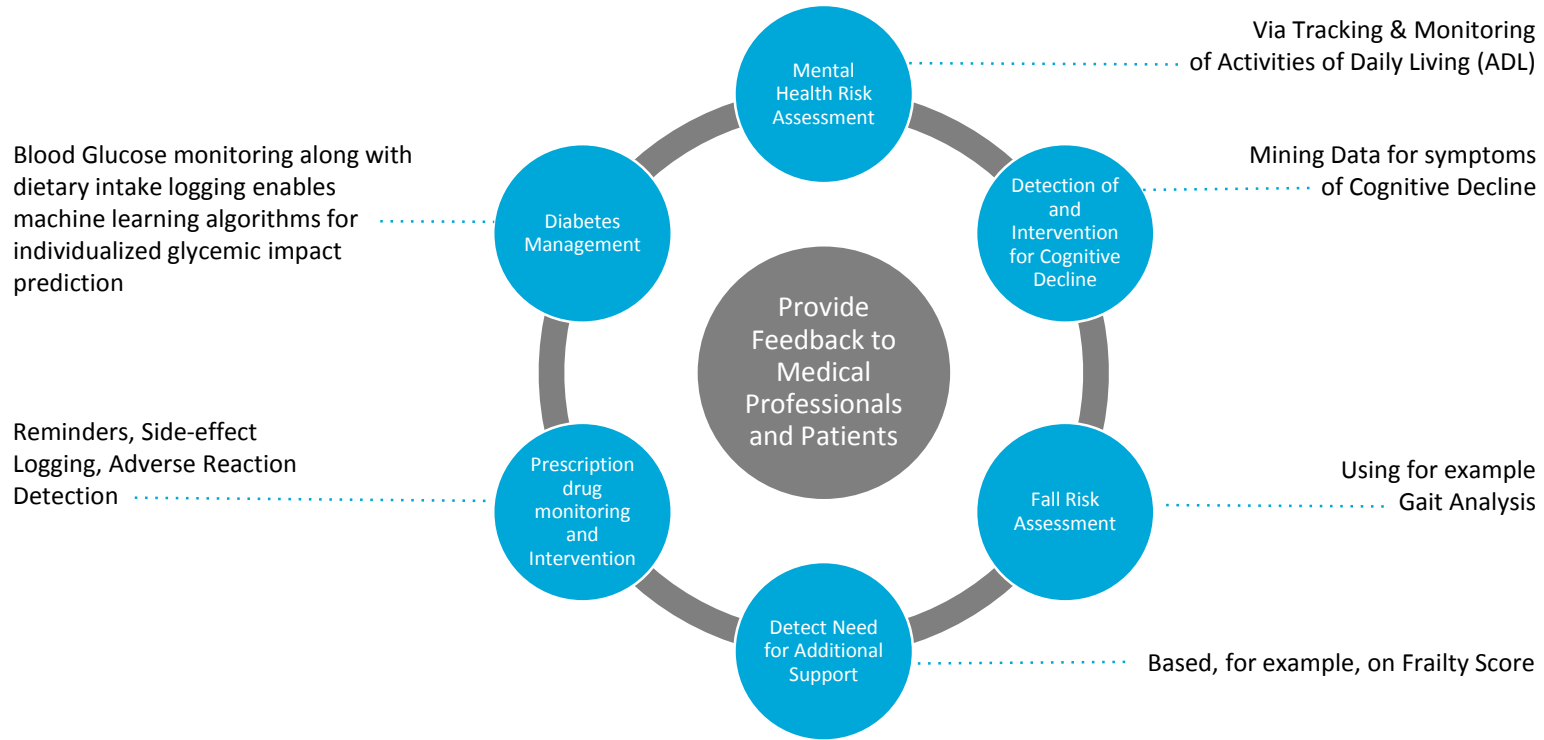 Mental
Health Risk
Assessment
Via Tracking & Monitoring
of Activities of Daily Living (ADL)
Detection of
and
Intervention
for Cognitive
Decline
Mining Data for symptoms
of Cognitive Decline
Fall Risk
Assessment
Using for example
Gait Analysis
Detect Need
for Additional
Support
Based, for example, on Frailty Score
Prescription
drug
monitoring
and
Intervention
Reminders, Side-effect
Logging, Adverse Reaction
Detection
Diabetes
Management
Blood Glucose monitoring along with
dietary intake logging enables
machine learning algorithms for
individualized glycemic impact
prediction
Provide
Feedback to
Medical
Professionals
and Patients